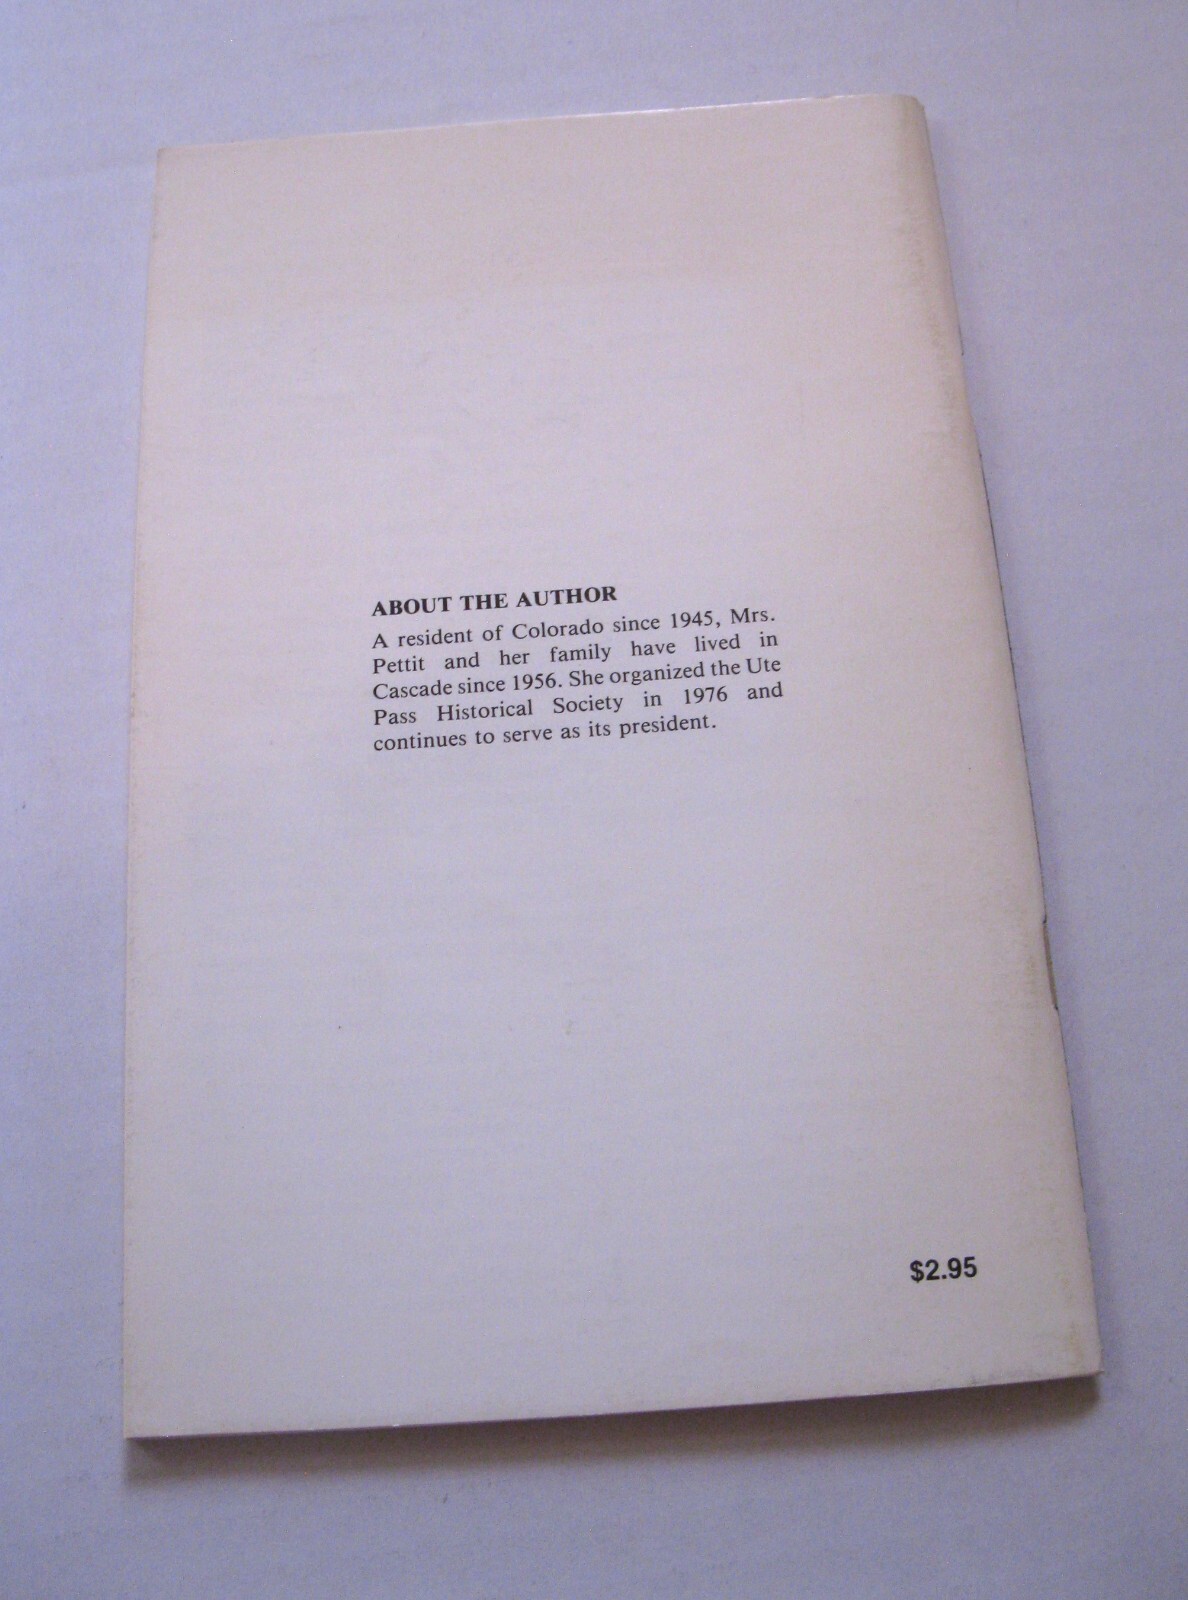 ABOUT THE AUTHOR
A resident of Colorado since 1945, Mrs.
Pettit and her family have lived in
Cascade since 1956. She organized the Ute
Pass Historical Society in 1976 and
continues to serve as its president.
$2.95